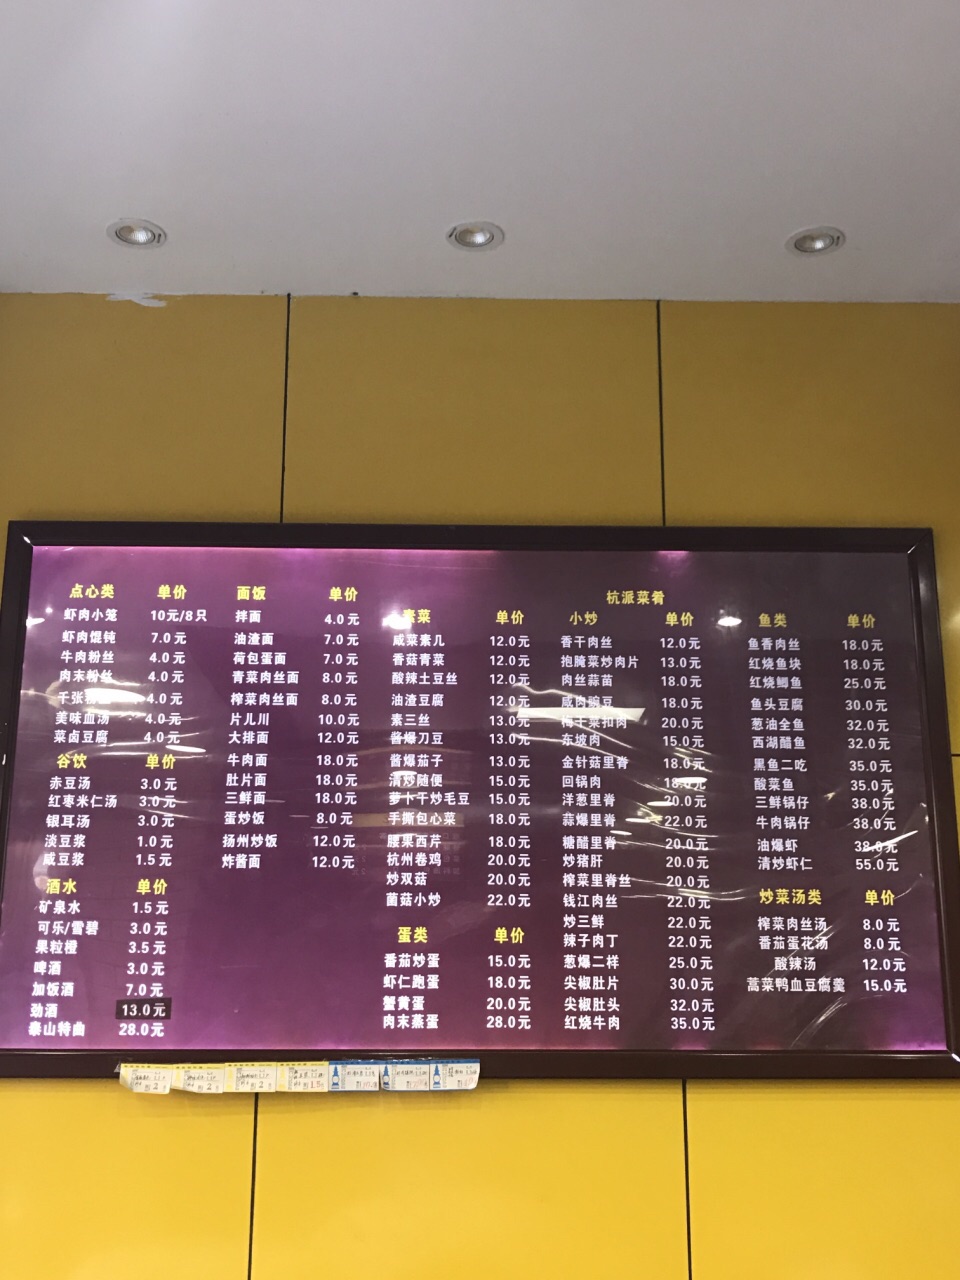 点心类 单价
虾肉小笼 10元/8只
虾肉馄钝 7.0元
牛肉粉丝 4.0元
肉末粉丝 4.0元
千张 4.0元
美味血汤 4.0元
菜卤豆腐 4.0元
谷饮 单价
赤豆汤 3.0元
红枣米仁汤 3.0元
银耳汤 3.0元
淡豆浆 1.0元
咸豆浆 1.5元
酒水 单价
矿泉水 1.5元
可乐/雪碧 3.0元
果粒橙 3.5元
啤酒 3.0元
加饭酒 7.0元
劲酒 13.0元
泰山特曲 28.0元
面饭 单价
拌面 4.0元
油渣面 7.0元
荷包蛋面 7.0元
青菜肉丝面 8.0元
榨菜肉丝面 8.0元
片儿川 10.0元
大排面 12.0元
牛肉面 18.0元
肚片面 18.0元
三鲜面 18.0元
蛋炒饭 8.0元
扬州炒饭 12.0元
炸酱面 12.0元
杭派菜肴
素菜 单价
咸菜素几 12.0元
香菇青菜 12.0元
酸辣土豆丝 12.0元
油渣豆腐 12.0元
素三丝 13.0元
酱爆刀豆 13.0元
酱爆茄子 13.0元
清炒随便 15.0元
萝卜干炒毛豆 15.0元
手撕包心菜 18.0元
腰果西芹 18.0元
杭州卷鸡 20.0元
炒双菇 20.0元
菌菇小炒 22.0元
蛋类 单价
番茄炒蛋 15.0元
虾仁跑蛋 18.0元
蟹黄蛋 20.0元
肉末蒸蛋 28.0元
小炒 单价
香干肉丝 12.0元
抱腌菜炒肉片 13.0元
肉丝蒜苗 18.0元
咸肉豌豆 18.0元
梅干菜扣肉 20.0元
东坡肉 15.0元
金针菇里脊 18.0元
回锅肉 18.0元
洋葱里脊 20.0元
蒜爆里脊 22.0元
糖醋里脊 20.0元
炒猪肝 20.0元
榨菜里脊丝 20.0元
钱江肉丝 22.0元
炒三鲜 22.0元
辣子肉丁 22.0元
葱爆二样 25.0元
尖椒肚片 30.0元
尖椒肚头 32.0元
红烧牛肉 35.0元
鱼类 单价
鱼香肉丝 18.0元
红烧鱼块 18.0元
红烧鲫鱼 25.0元
鱼头豆腐 30.0元
葱油全鱼 32.0元
西湖醋鱼 32.0元
黑鱼二吃 35.0元
酸菜鱼 35.0元
三鲜锅仔 38.0元
牛肉锅仔 38.0元
油爆虾 38.0元
清炒虾仁 55.0元
炒菜汤类 单价
榨菜肉丝汤 8.0元
番茄蛋花汤 8.0元
酸辣汤 12.0元
蒿菜鸭血豆腐羹 15.0元